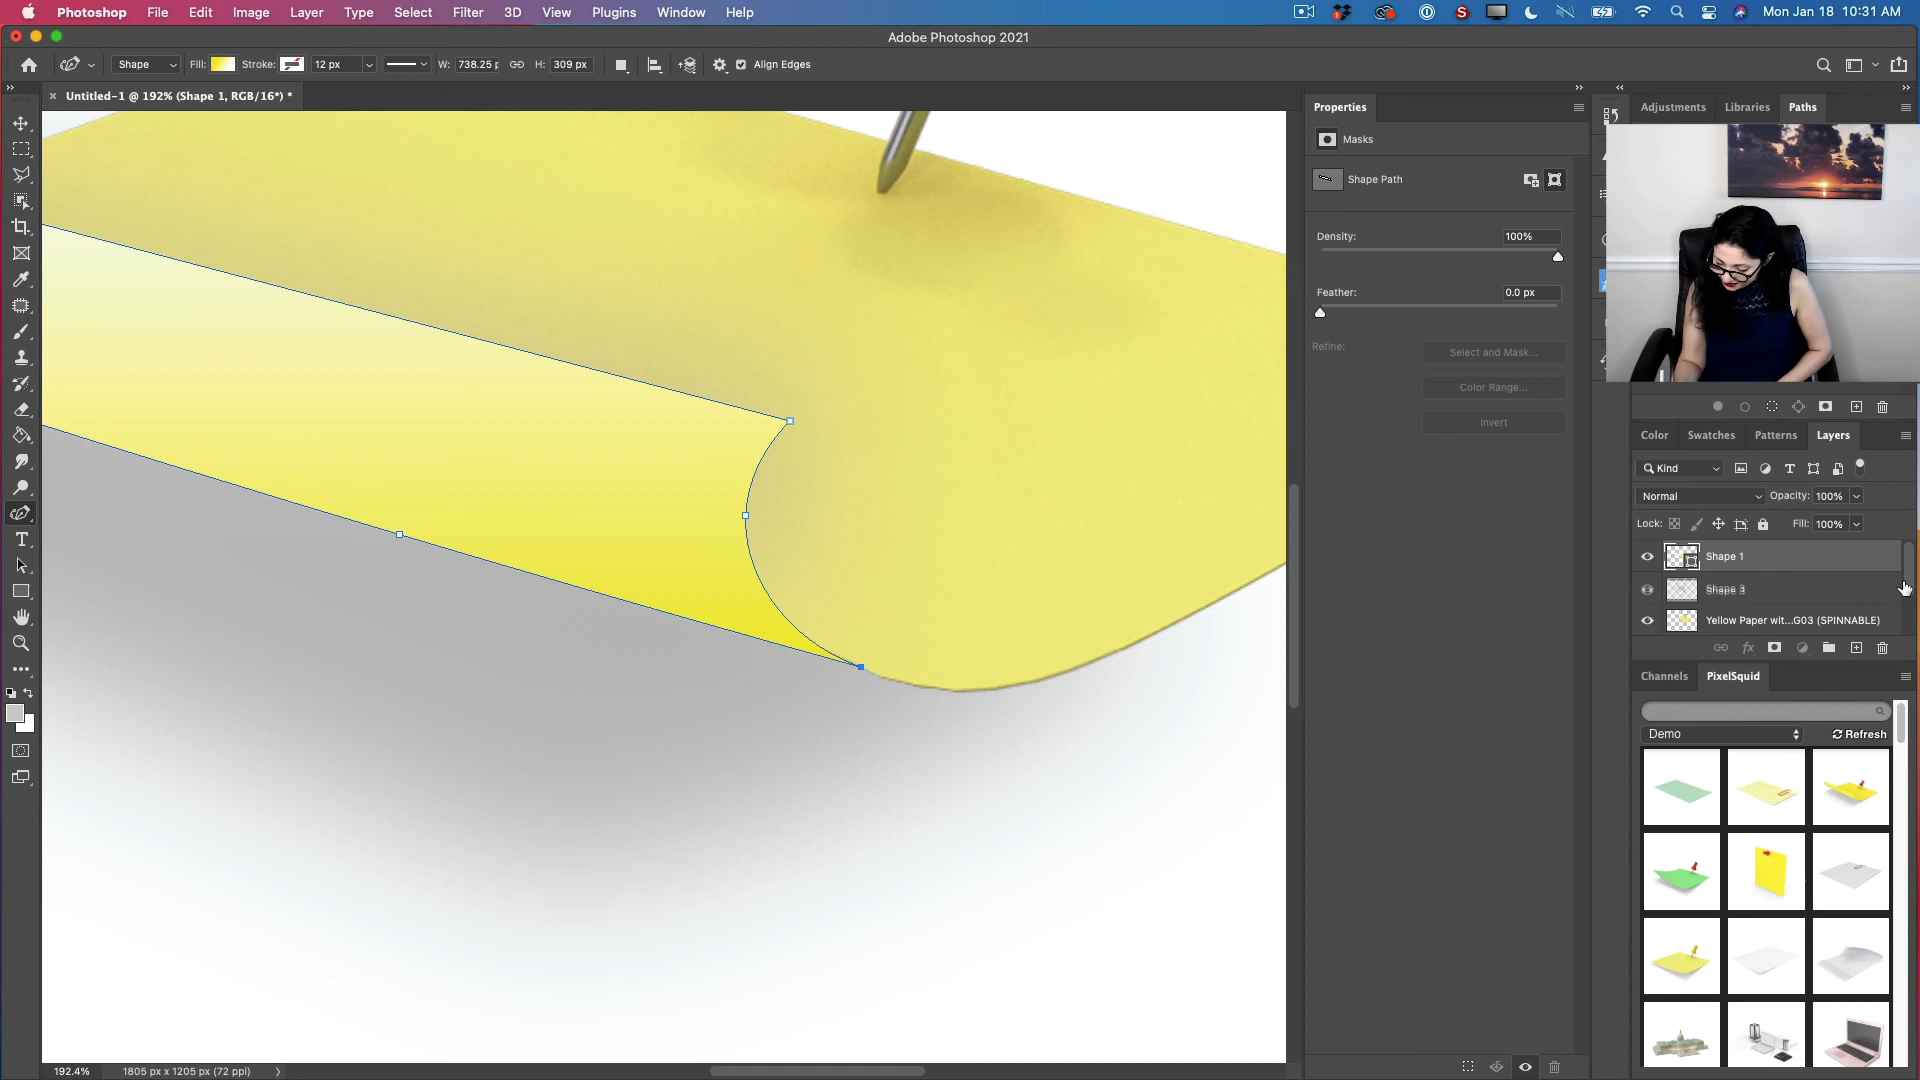 Photoshop File Edit Image Layer Type Select Filter 3D View Plugins Window Help
Mon Jan 18 10:31 AM
Adobe Photoshop 2021
Shape Fill: Stroke: 12 px W: 738.25 p H: 309 px Align Edges
× Untitled-1 @ 192% (Shape 1, RGB/16*) *
Properties
Adjustments Libraries Paths
Masks
Shape Path
Density: 100%
Feather: 0.0 px
Refine:
Select and Mask...
Color Range...
Invert
Color Swatches Patterns Layers
Kind
Normal Opacity: 100%
Lock: Fill: 100%
Shape 1
Shape 3
Yellow Paper wit...G03 (SPINNABLE)
fx
Channels PixelSquid
Demo Refresh
192.4% 1805 px x 1205 px (72 ppi)